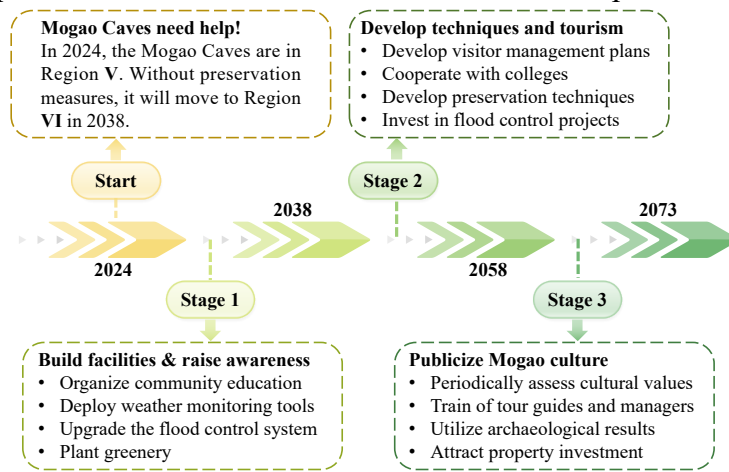 Mogao Caves need help!
In 2024, the Mogao Caves are in
Region V. Without preservation
measures, it will move to Region
VI in 2038.
Develop techniques and tourism
• Develop visitor management plans
• Cooperate with colleges
• Develop preservation techniques
• Invest in flood control projects
Start
Stage 2
2038
2073
2024
2058
Stage 1
Stage 3
Build facilities & raise awareness
• Organize community education
• Deploy weather monitoring tools
• Upgrade the flood control system
• Plant greenery
Publicize Mogao culture
• Periodically assess cultural values
• Train of tour guides and managers
• Utilize archaeological results
• Attract property investment